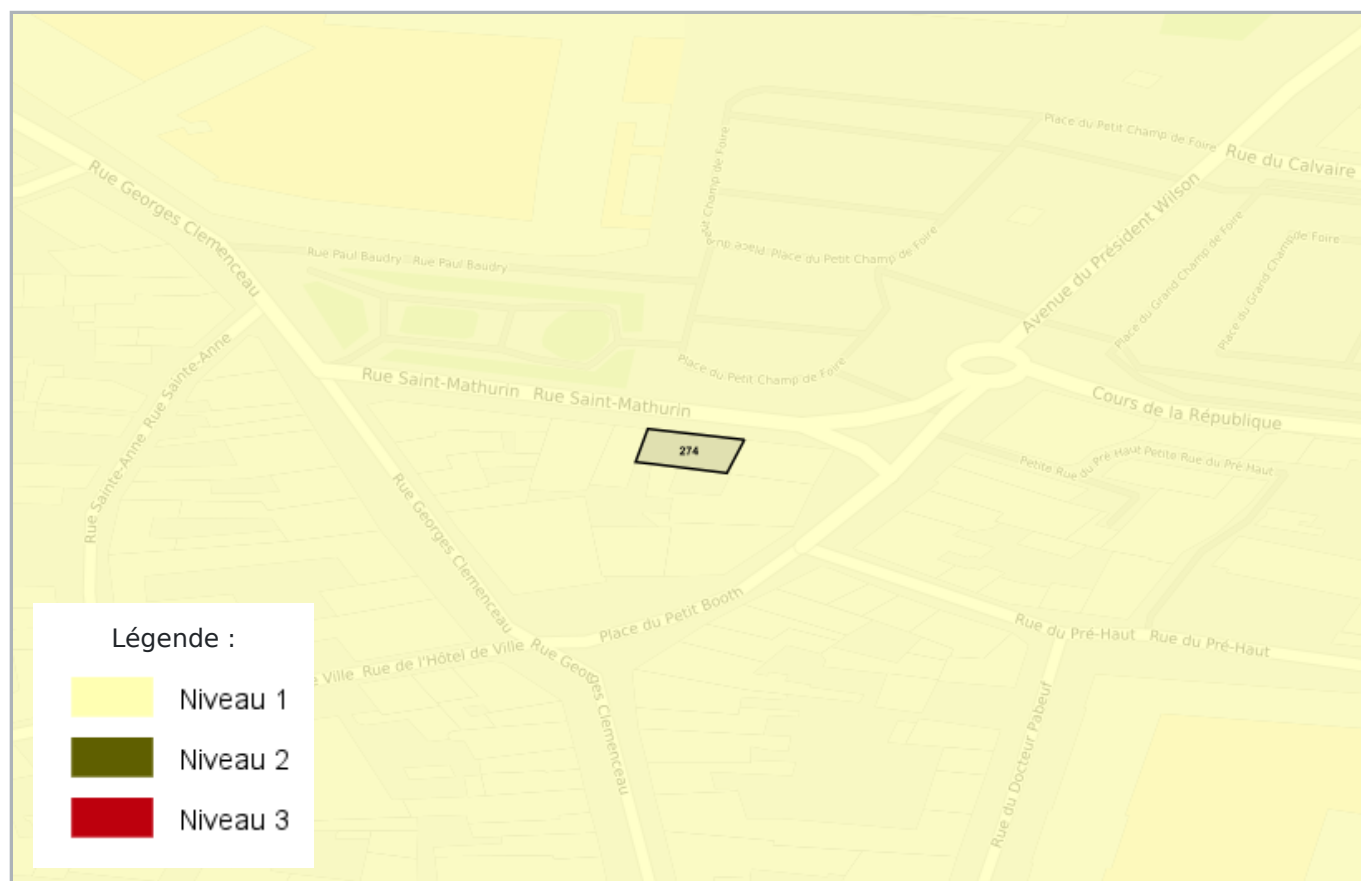 Place du Petit Champ de Foire
Rue du Calvaire
Rue Georges Clemenceau
Petit Champ de Foire
Avenue du Président Wilson
Place du Grand Champ de Foire
de Foire
Place du Grand Champ
Rue Paul Baudry Rue Paul Baudry
Place du Petit Champ de Foire
Place du Petit Champ de Foire
Rue Sainte-Anne Rue Sainte-Anne
Rue Saint-Mathurin Rue Saint-Mathurin
Cours de la République
274
Petite Rue du Pré Haut Petite Rue du Pré Haut
Rue Georges Clemenceau
Place du Petit Booth
Rue du Pré-Haut Rue du Pré-Haut
e Ville Rue de l'Hôtel de Ville
Rue Georges Clemenceau
Rue du Docteur Pabeuf
Légende :
Niveau 1
Niveau 2
Niveau 3